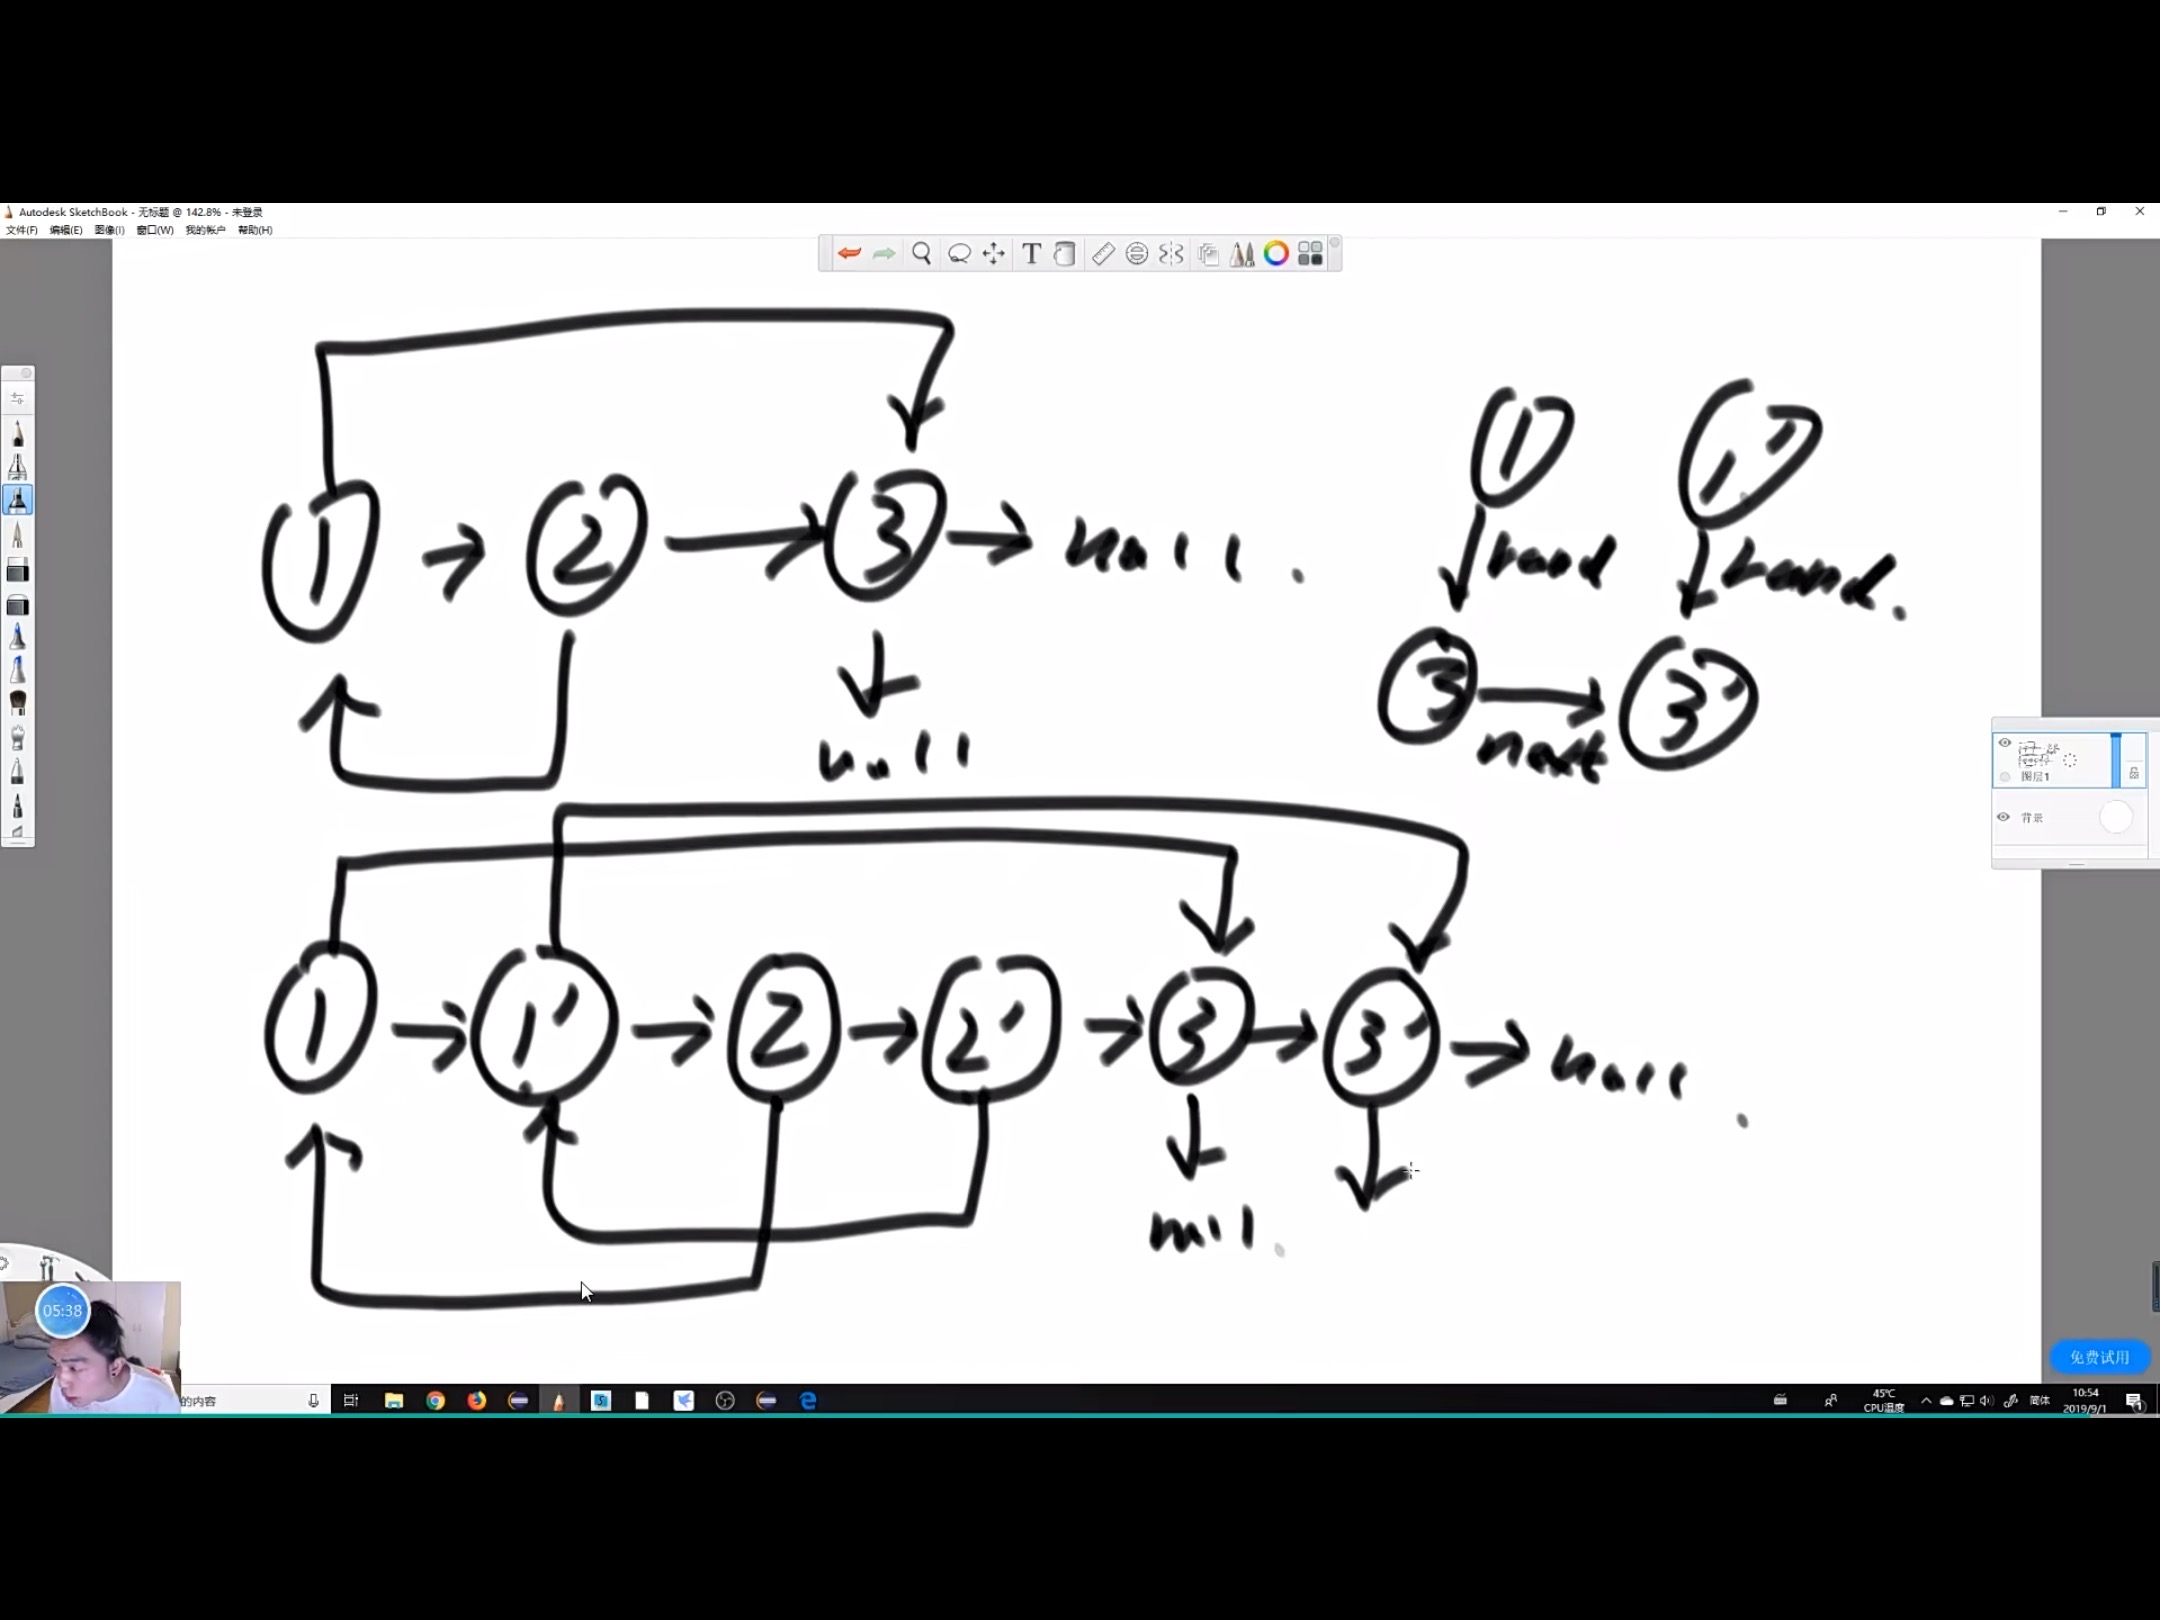 Autodesk SketchBook - 无标题 @ 142.8% - 未登录
文件(F) 编辑(E) 图像(I) 窗口(W) 我的帐户 帮助(H)
T
1 2 3 null.
null
1 1'
rand rand.
3 3'
next
图层1
背景
1 1' 2 2' 3 3' null.
null.
05:38
免费试用
的内容
45℃
CPU温度
简体
10:54
2019/9/1